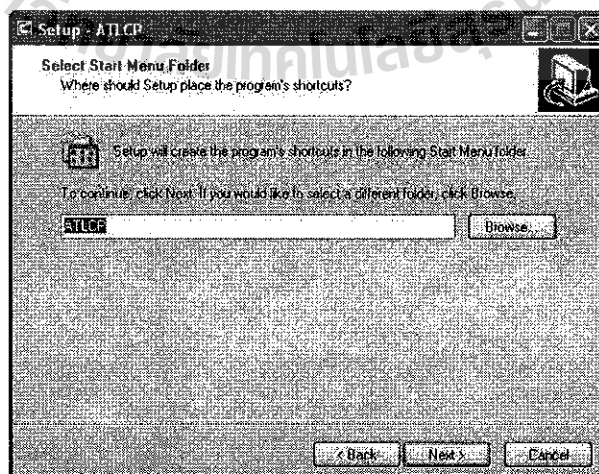 Setup - ATLCP
Select Start Menu Folder
Where should Setup place the program's shortcuts?
Setup will create the program's shortcuts in the following Start Menu folder.
To continue, click Next. If you would like to select a different folder, click Browse.
ATLCP
Browse...
< Back
Next >
Cancel